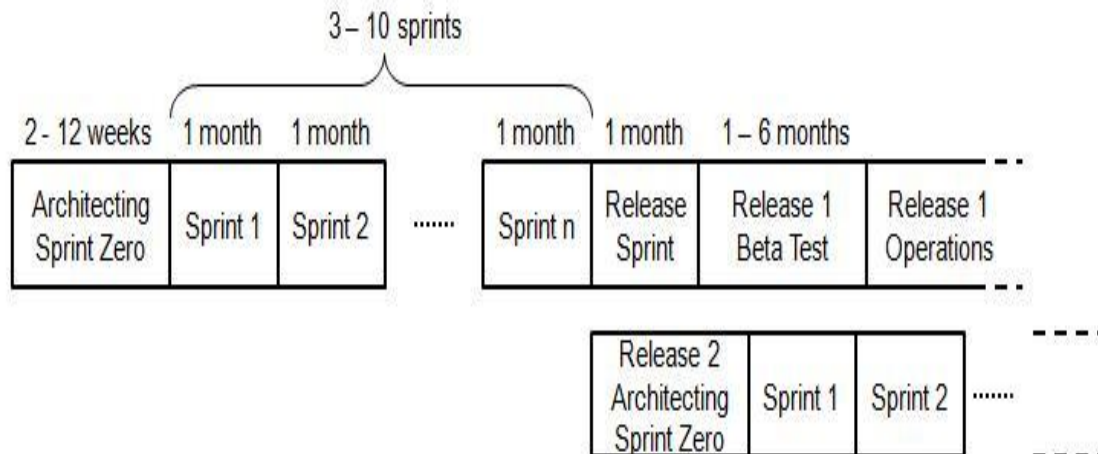 3 – 10 sprints
2 - 12 weeks 1 month 1 month 1 month 1 month 1 – 6 months
Architecting
Sprint Zero
Sprint 1
Sprint 2
.......
Sprint n
Release
Sprint
Release 1
Beta Test
Release 1
Operations
Release 2
Architecting
Sprint Zero
Sprint 1
Sprint 2
.......